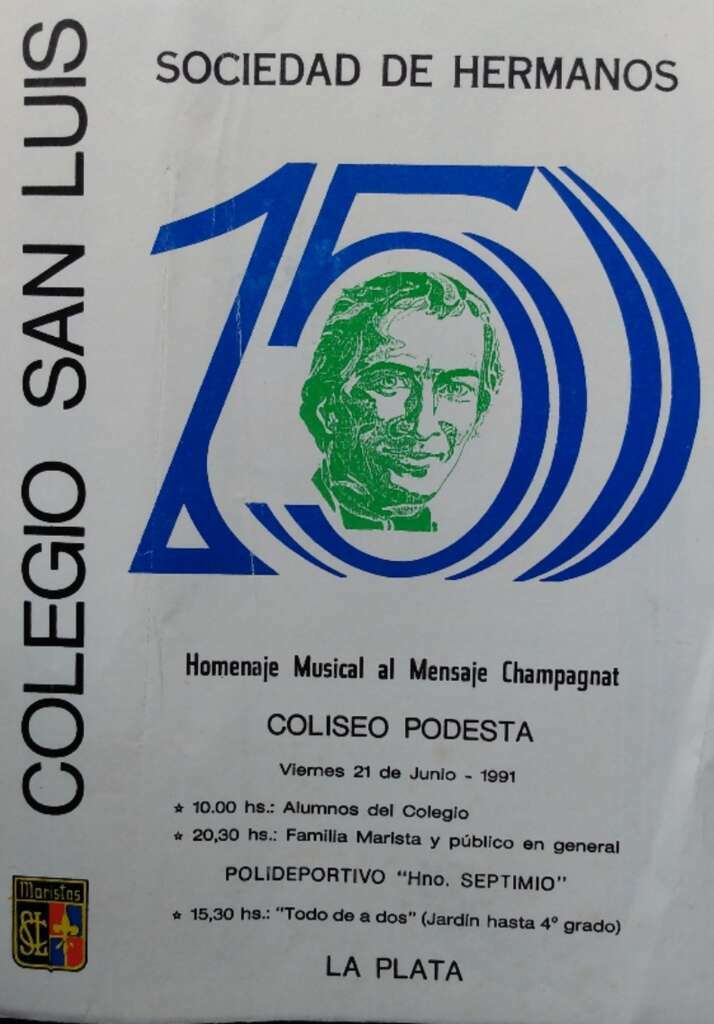 COLEGIO SAN LUIS
SOCIEDAD DE HERMANOS
150
Homenaje Musical al Mensaje Champagnat
COLISEO PODESTA
Viernes 21 de Junio - 1991
☆ 10.00 hs.: Alumnos del Colegio
☆ 20,30 hs.: Familia Marista y público en general
POLIDEPORTIVO "Hno. SEPTIMIO"
☆ 15,30 hs.: "Todo de a dos" (Jardín hasta 4º grado)
LA PLATA
Maristas
SL